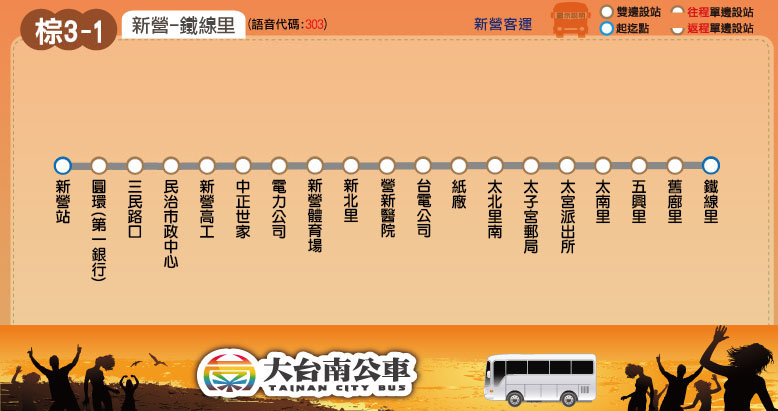 棕3-1
新營-鐵線里
(語音代碼:303)
新營客運
雙邊設站
往程單邊設站
起迄點
返程單邊設站
新營站
圓環(第一銀行)
三民路口
民治市政中心
新營高工
中正世家
電力公司
新營體育場
新北里
營新醫院
台電公司
紙廠
太北里南
太子宮郵局
太宮派出所
太南里
五興里
舊廍里
鐵線里
大台南公車
TAINAN CITY BUS